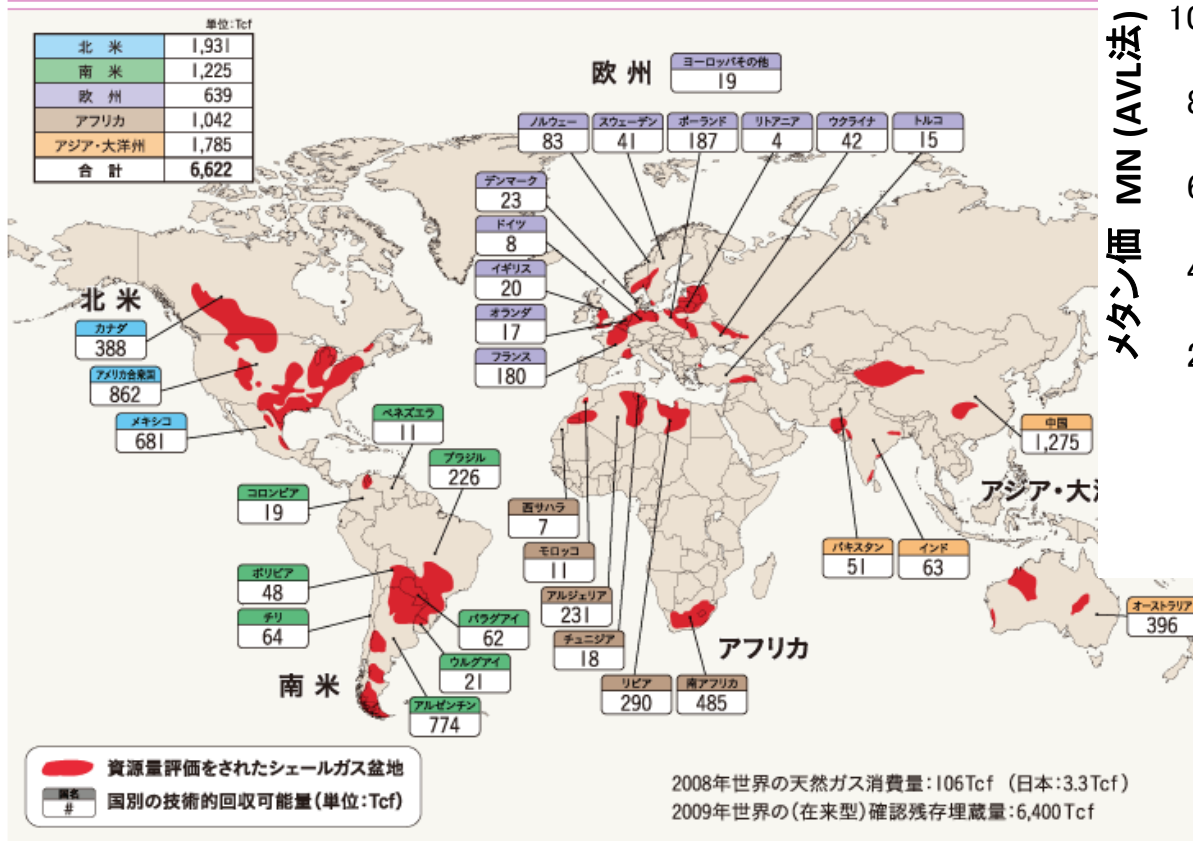 単位:Tcf
北 米 1,931
南 米 1,225
欧 州 639
アフリカ 1,042
アジア・大洋州 1,785
合 計 6,622
欧 州
ヨーロッパその他
19
ノルウェー
83
スウェーデン
41
ポーランド
187
リトアニア
4
ウクライナ
42
トルコ
15
デンマーク
23
ドイツ
8
イギリス
20
オランダ
17
フランス
180
北 米
カナダ
388
アメリカ合衆国
862
メキシコ
681
ベネズエラ
11
ブラジル
226
コロンビア
19
ボリビア
48
チリ
64
パラグアイ
62
ウルグアイ
21
アルゼンチン
774
南 米
西サハラ
7
モロッコ
11
アルジェリア
231
チュニジア
18
リビア
290
南アフリカ
485
アフリカ
中国
1,275
アジア・大
パキスタン
51
インド
63
オーストラリア
396
資源量評価をされたシェールガス盆地
国名
#
国別の技術的回収可能量(単位:Tcf)
2008年世界の天然ガス消費量:106Tcf (日本:3.3Tcf)
2009年世界の(在来型)確認残存埋蔵量:6,400Tcf
メタン価 MN (AVL法)
10
8
6
4
2